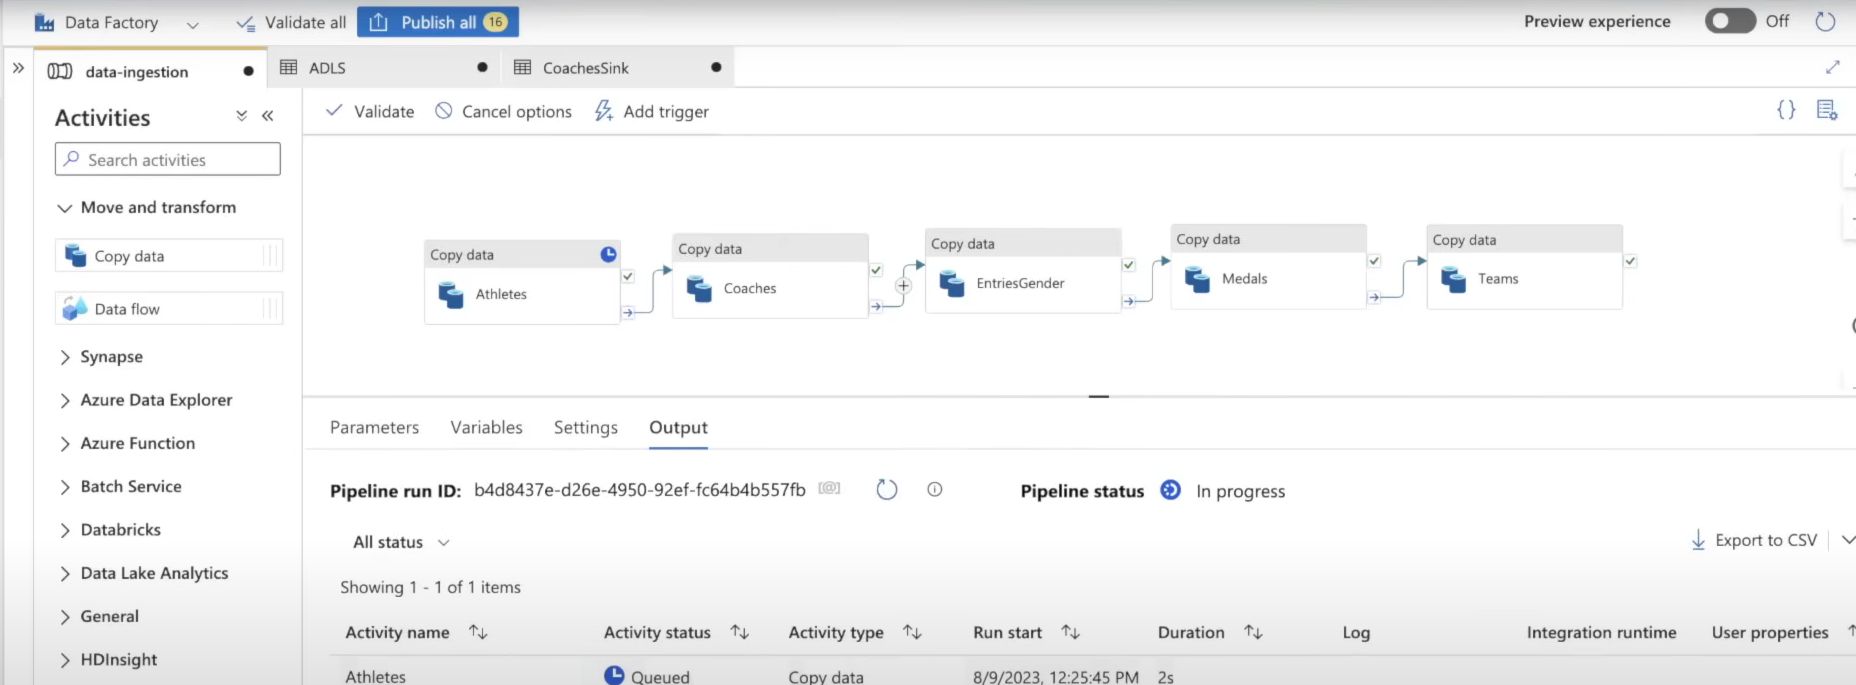 Data Factory Validate all Publish all 16 Preview experience Off
data-ingestion ADLS CoachesSink
Activities
Validate Cancel options Add trigger
Search activities
Move and transform
Copy data
Data flow
Synapse
Azure Data Explorer
Azure Function
Batch Service
Databricks
Data Lake Analytics
General
HDInsight
Copy data
Athletes
Copy data
Coaches
Copy data
EntriesGender
Copy data
Medals
Copy data
Teams
Parameters Variables Settings Output
Pipeline run ID: b4d8437e-d26e-4950-92ef-fc64b4b557fb [@] Pipeline status In progress
All status
Export to CSV
Showing 1 - 1 of 1 items
Activity name Activity status Activity type Run start Duration Log Integration runtime User properties
Athletes Queued Copy data 8/9/2023, 12:25:45 PM 2s